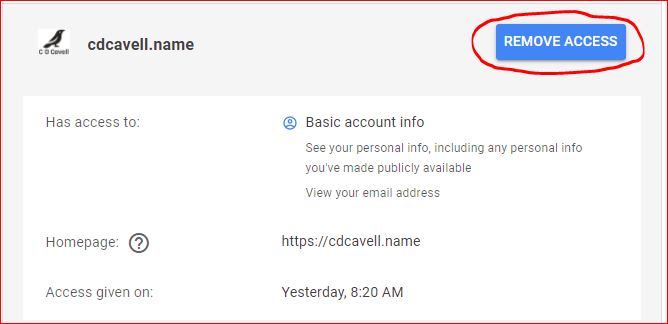 C D Cavell
cdcavell.name
REMOVE ACCESS
Has access to:
Basic account info
See your personal info, including any personal info
you've made publicly available
View your email address
Homepage:
?
https://cdcavell.name
Access given on:
Yesterday, 8:20 AM